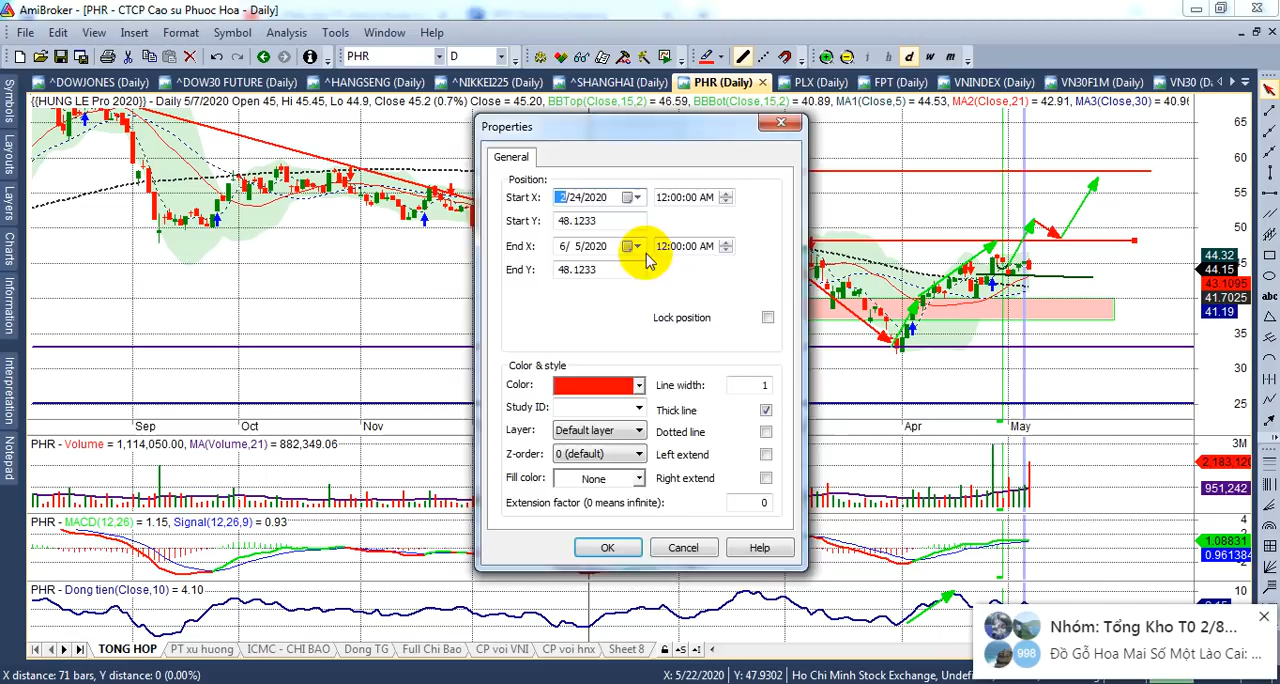 AmiBroker - [PHR - CTCP Cao su Phuoc Hoa - Daily]
File Edit View Insert Format Symbol Analysis Tools Window Help
PHR D i h d w m
^DOWJONES (Daily) ^DOW30 FUTURE (Daily) ^HANGSENG (Daily) ^NIKKEI225 (Daily) ^SHANGHAI (Daily) PHR (Daily) PLX (Daily) FPT (Daily) VNINDEX (Daily) VN30F1M (Daily) VN30 (D:
{{HUNG LE Pro 2020}} - Daily 5/7/2020 Open 45, Hi 45.45, Lo 44.9, Close 45.2 (0.7%) Close = 45.20, BBTop(Close,15,2) = 46.59, BBBot(Close,15,2) = 40.89, MA1(Close,5) = 44.53, MA2(Close,21) = 42.91, MA3(Close,30) = 40.96
Symbols
Layouts
Layers
Charts
Information
Interpretation
Notepad
Properties
General
Position:
Start X: 2/24/2020 12:00:00 AM
Start Y: 48.1233
End X: 6/ 5/2020 12:00:00 AM
End Y: 48.1233
Lock position
Color & style
Color: Line width: 1
Study ID: Thick line
Layer: Default layer Dotted line
Z-order: 0 (default) Left extend
Fill color: None Right extend
Extension factor (0 means infinite): 0
OK Cancel Help
65
60
55
50
44.32
45
44.15
43.1095
41.7025
41.19
35
30
25
Sep Oct Nov Apr May
PHR - Volume = 1,114,050.00, MA(Volume,21) = 882,349.06
3M
2,183,120
951,242
PHR - MACD(12,26) = 1.15, Signal(12,26,9) = 0.93
4
2
1.08831
0.961384
-2
PHR - Dong tien(Close,10) = 4.10
10
abc
TONG HOP PT xu huong ICMC - CHI BAO Dong TG Full Chi Bao CP voi VNI CP voi hnx Sheet 8
Nhóm: Tổng Kho T0 2/8...
998 Đồ Gỗ Hoa Mai Số Một Lào Cai: ...
X distance: 71 bars, Y distance: 0 (0.00%) X: 5/22/2020 Y: 47.9302 Ho Chi Minh Stock Exchange, Undef